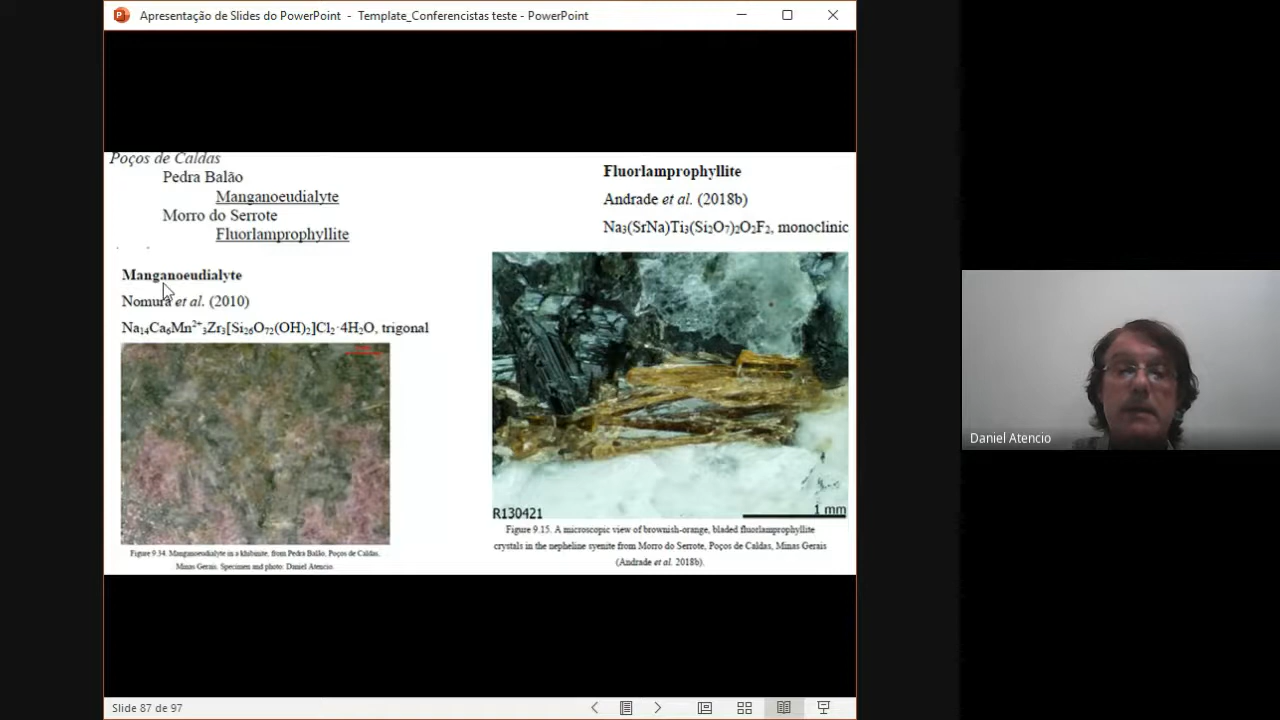 Apresentação de Slides do PowerPoint - Template_Conferencistas teste - PowerPoint
Poços de Caldas
Pedra Balão
Manganoeudialyte
Morro do Serrote
Fluorlamprophyllite
Manganoeudialyte
Nomura et al. (2010)
Na₁₄Ca₆Mn²⁺₃Zr₃[Si₂₆O₇₂(OH)₂]Cl₂·4H₂O, trigonal
Figure 9.34. Manganoeudialyte in a khibinite, from Pedra Balão, Poços de Caldas,
Minas Gerais. Specimen and photo: Daniel Atencio.
Fluorlamprophyllite
Andrade et al. (2018b)
Na₃(SrNa)Ti₃(Si₂O₇)₂O₂F₂, monoclinic
R130421
1 mm
Figure 9.15. A microscopic view of brownish-orange, bladed fluorlamprophyllite
crystals in the nepheline syenite from Morro do Serrote, Poços de Caldas, Minas Gerais
(Andrade et al. 2018b).
Daniel Atencio
Slide 87 de 97